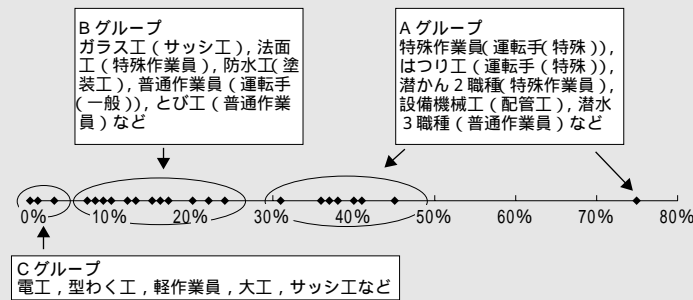 B グループ
ガラス工（サッシ工）, 法面
工（特殊作業員）, 防水工（塗
装工）, 普通作業員（運転手
（一般））, とび工（普通作業
員）など
A グループ
特殊作業員（運転手（特殊））,
はつり工（運転手（特殊））,
潜かん２職種（特殊作業員）,
設備機械工（配管工）, 潜水
３職種（普通作業員）など
0% 10% 20% 30% 40% 50% 60% 70% 80%
C グループ
電工 , 型わく工 , 軽作業員 , 大工 , サッシ工など